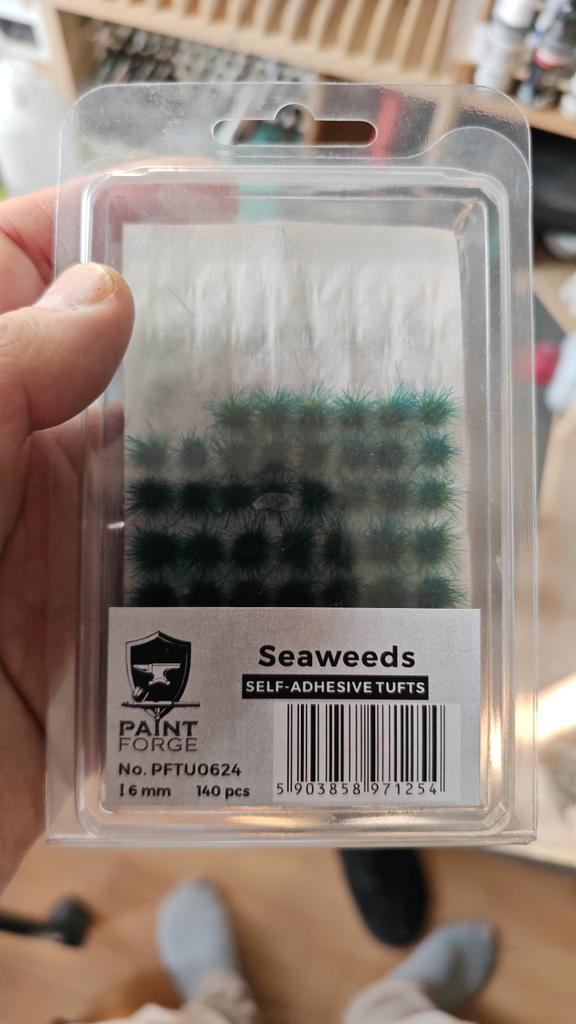 Seaweeds
SELF-ADHESIVE TUFTS
PAINT
FORGE
No. PFTU0624
6 mm 140 pcs
5 903858 971254